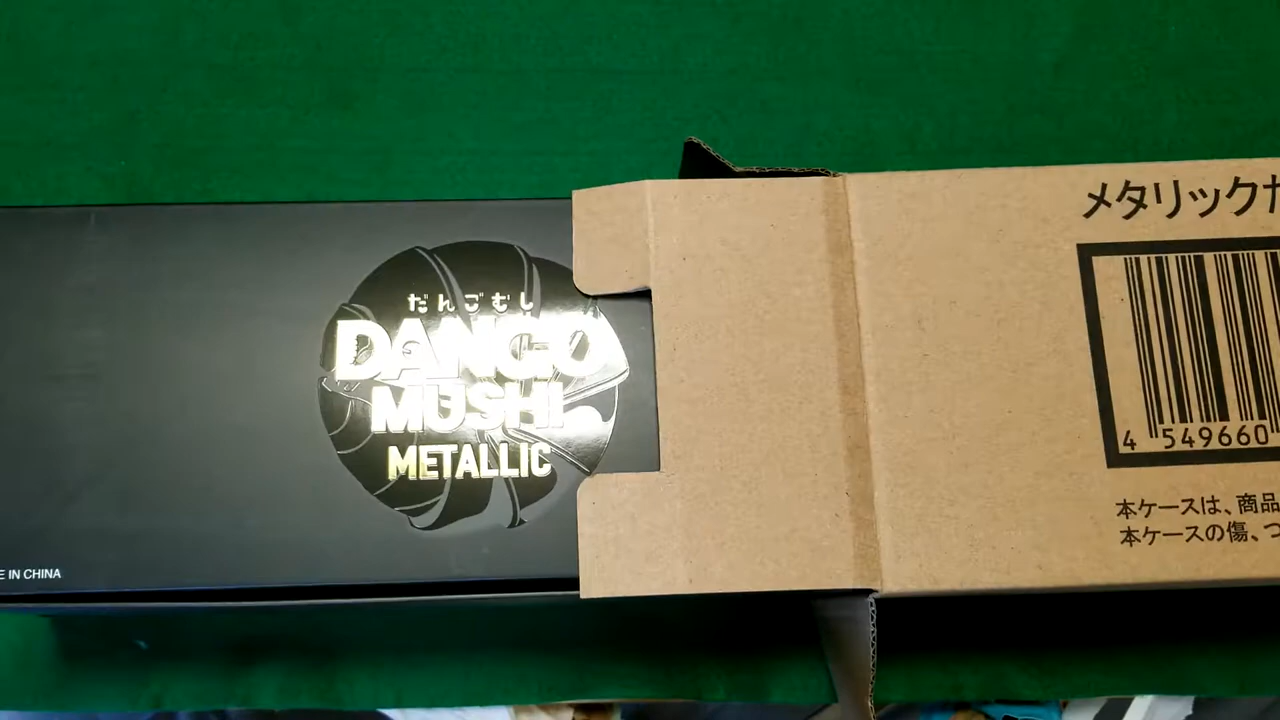 だんごむし
DANGO
MUSHI
METALLIC
E IN CHINA
メタリックだ
4 549660
本ケースは、商品
本ケースの傷、つ